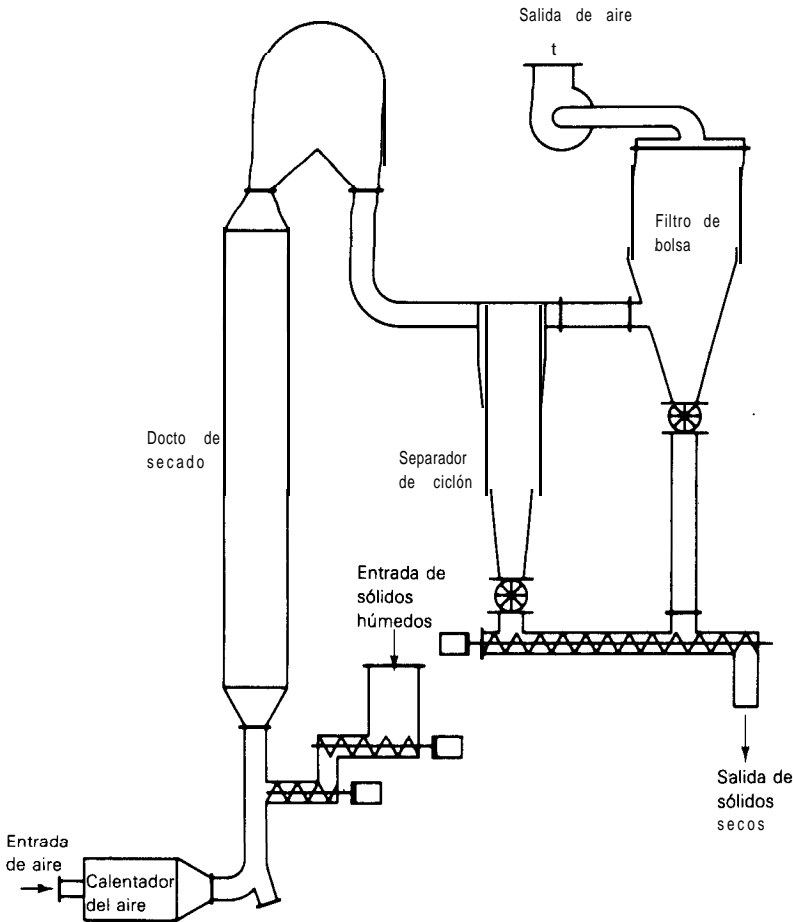 Salida de aire
t
Filtro de
bolsa
Docto de
secado
Separador
de ciclón
Entrada de
sólidos
húmedos
Salida de
sólidos
secos
Entrada
de aire
Calentador
del aire